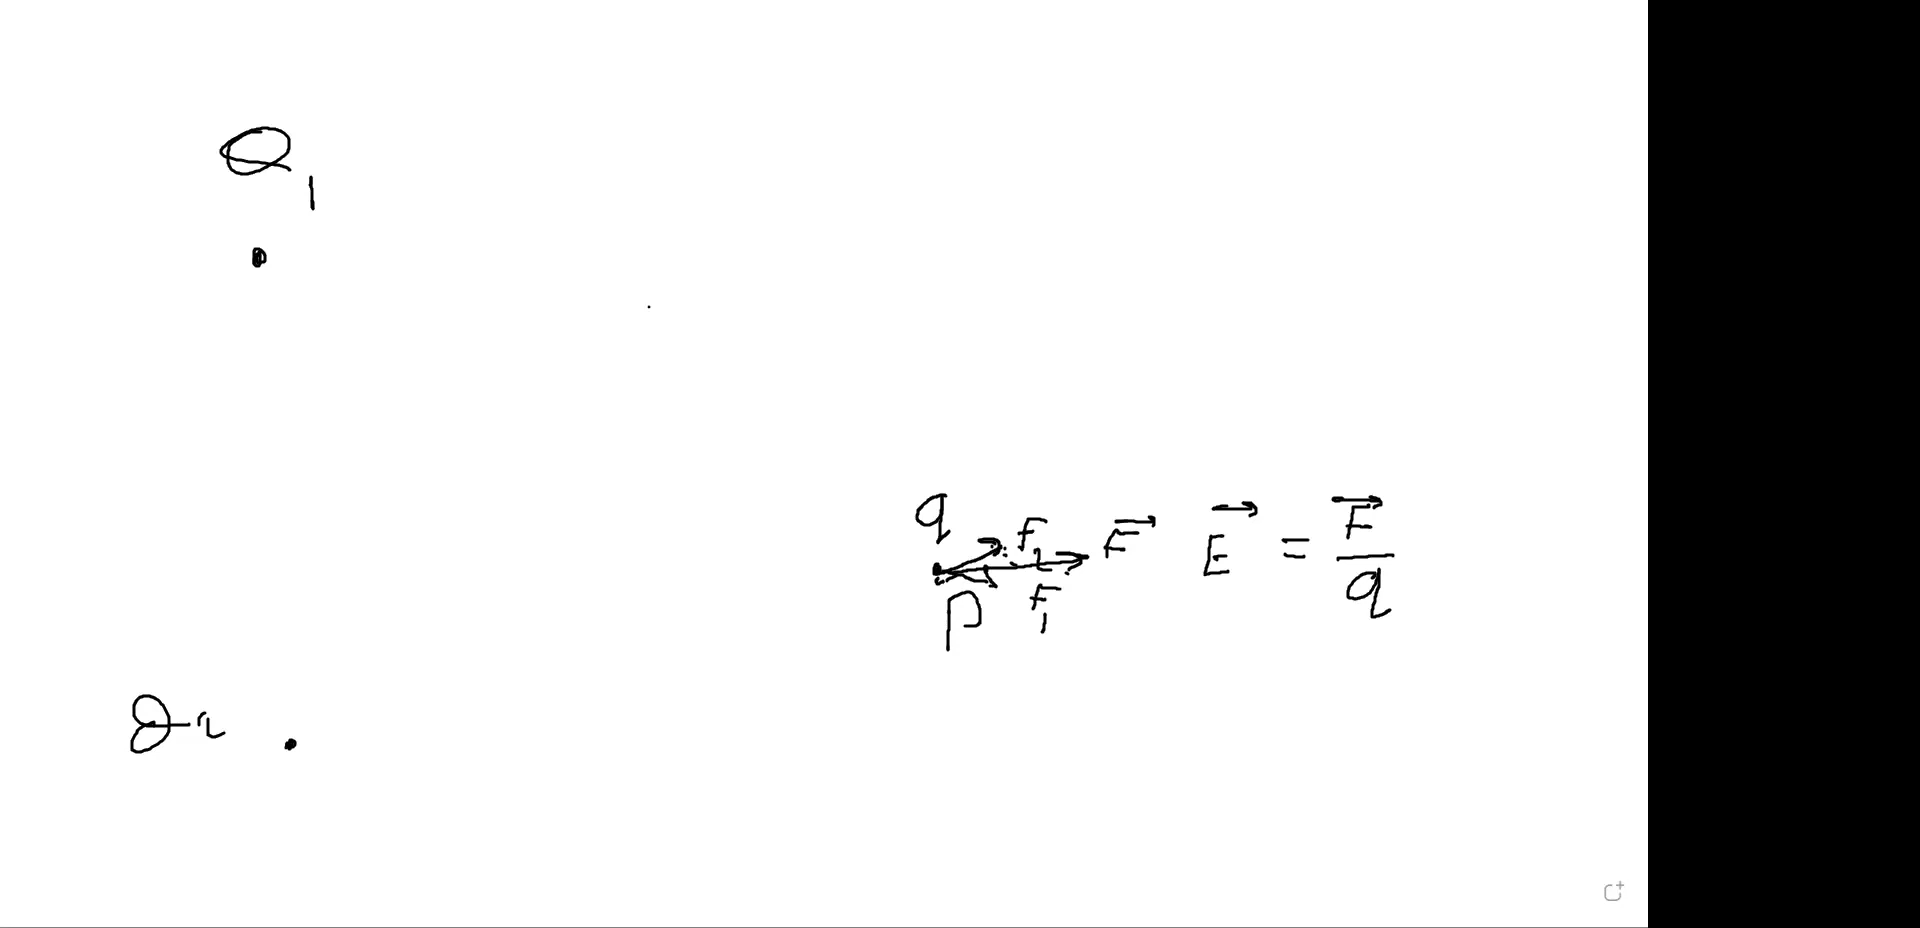 Q₁
q F₂ F⃗ E⃗ = F⃗/q
P F₁
Q₂